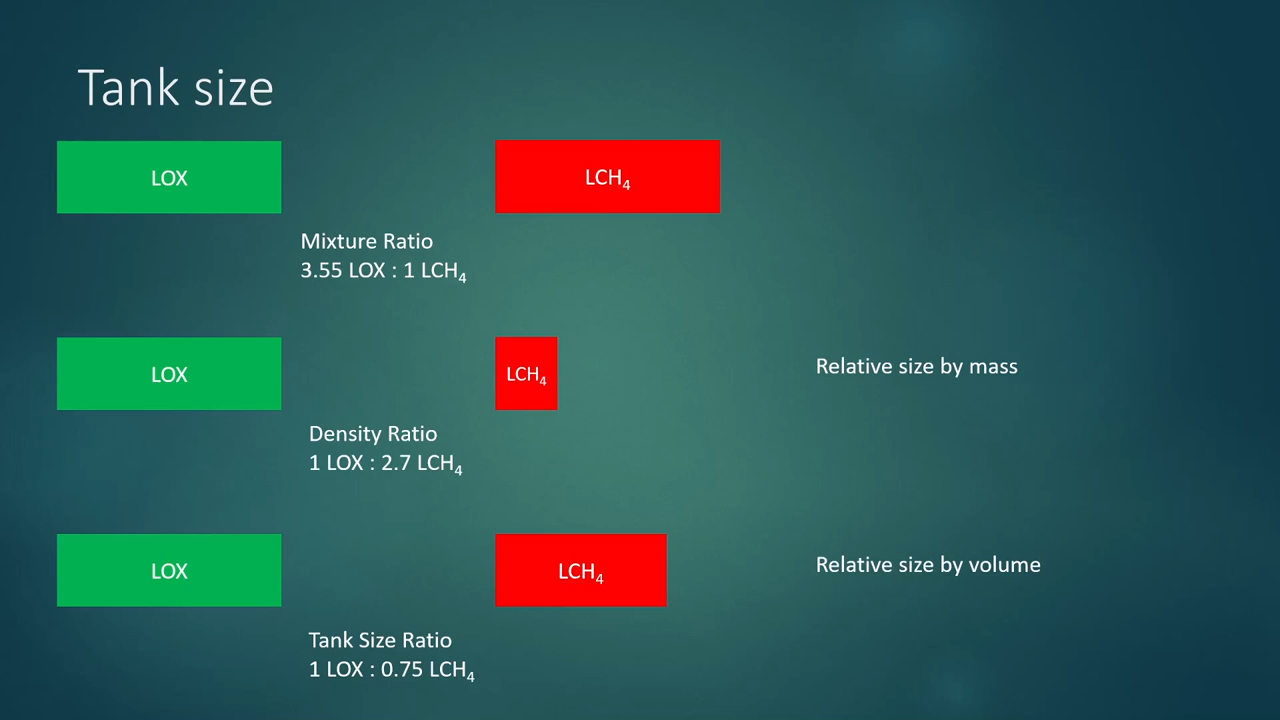 Tank size
LOX
LCH₄
Mixture Ratio
3.55 LOX : 1 LCH₄
LOX
LCH₄
Relative size by mass
Density Ratio
1 LOX : 2.7 LCH₄
LOX
LCH₄
Relative size by volume
Tank Size Ratio
1 LOX : 0.75 LCH₄